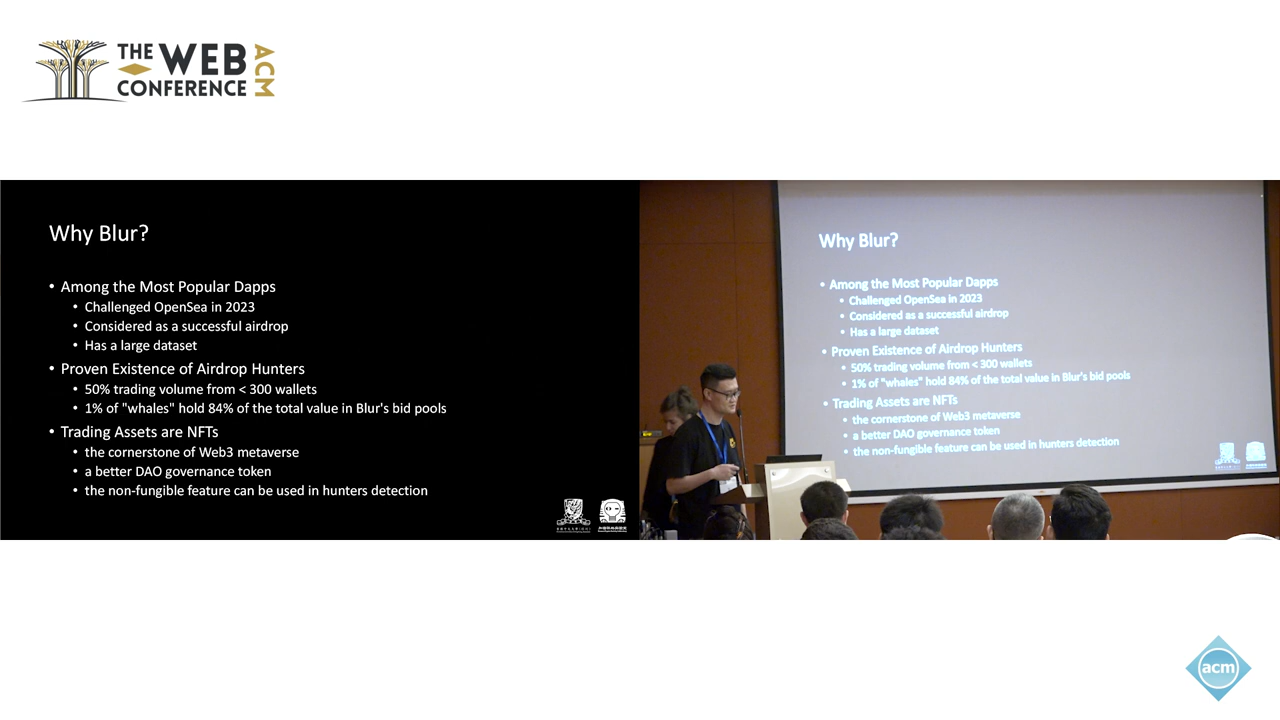 THE WEB CONFERENCE ACM
Why Blur?
• Among the Most Popular Dapps
• Challenged OpenSea in 2023
• Considered as a successful airdrop
• Has a large dataset
• Proven Existence of Airdrop Hunters
• 50% trading volume from < 300 wallets
• 1% of "whales" hold 84% of the total value in Blur's bid pools
• Trading Assets are NFTs
• the cornerstone of Web3 metaverse
• a better DAO governance token
• the non-fungible feature can be used in hunters detection
Why Blur?
• Among the Most Popular Dapps
• Challenged OpenSea in 2023
• Considered as a successful airdrop
• Has a large dataset
• Proven Existence of Airdrop Hunters
• 50% trading volume from < 300 wallets
• 1% of "whales" hold 84% of the total value in Blur's bid pools
• Trading Assets are NFTs
• the cornerstone of Web3 metaverse
• a better DAO governance token
• the non-fungible feature can be used in hunters detection
acm